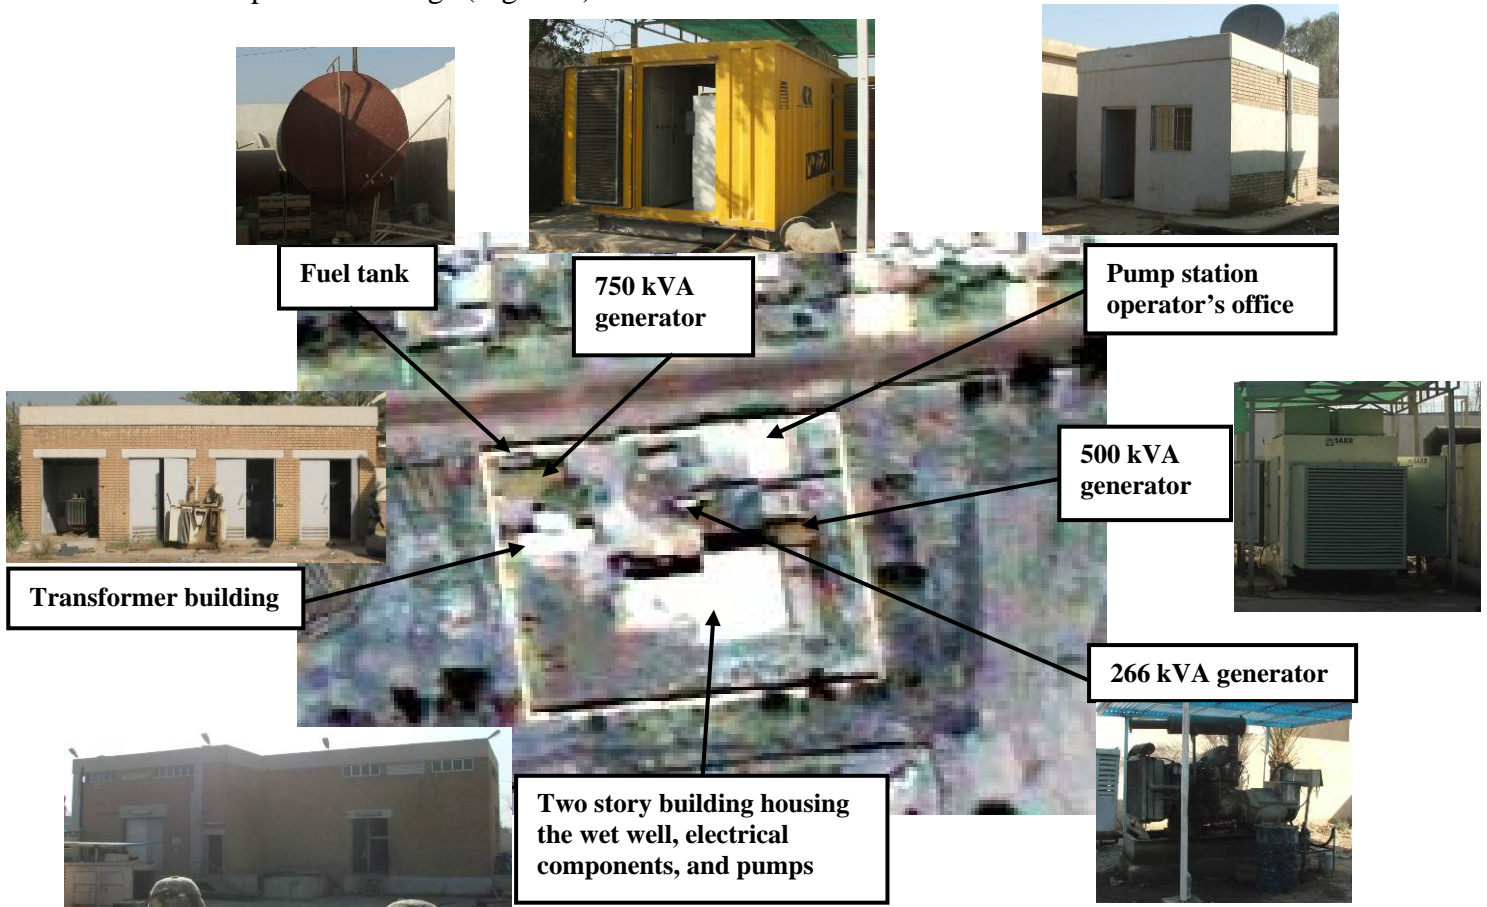 Fuel tank
750 kVA
generator
Pump station
operator's office
500 kVA
generator
SAKR
Transformer building
266 kVA generator
Two story building housing
the wet well, electrical
components, and pumps